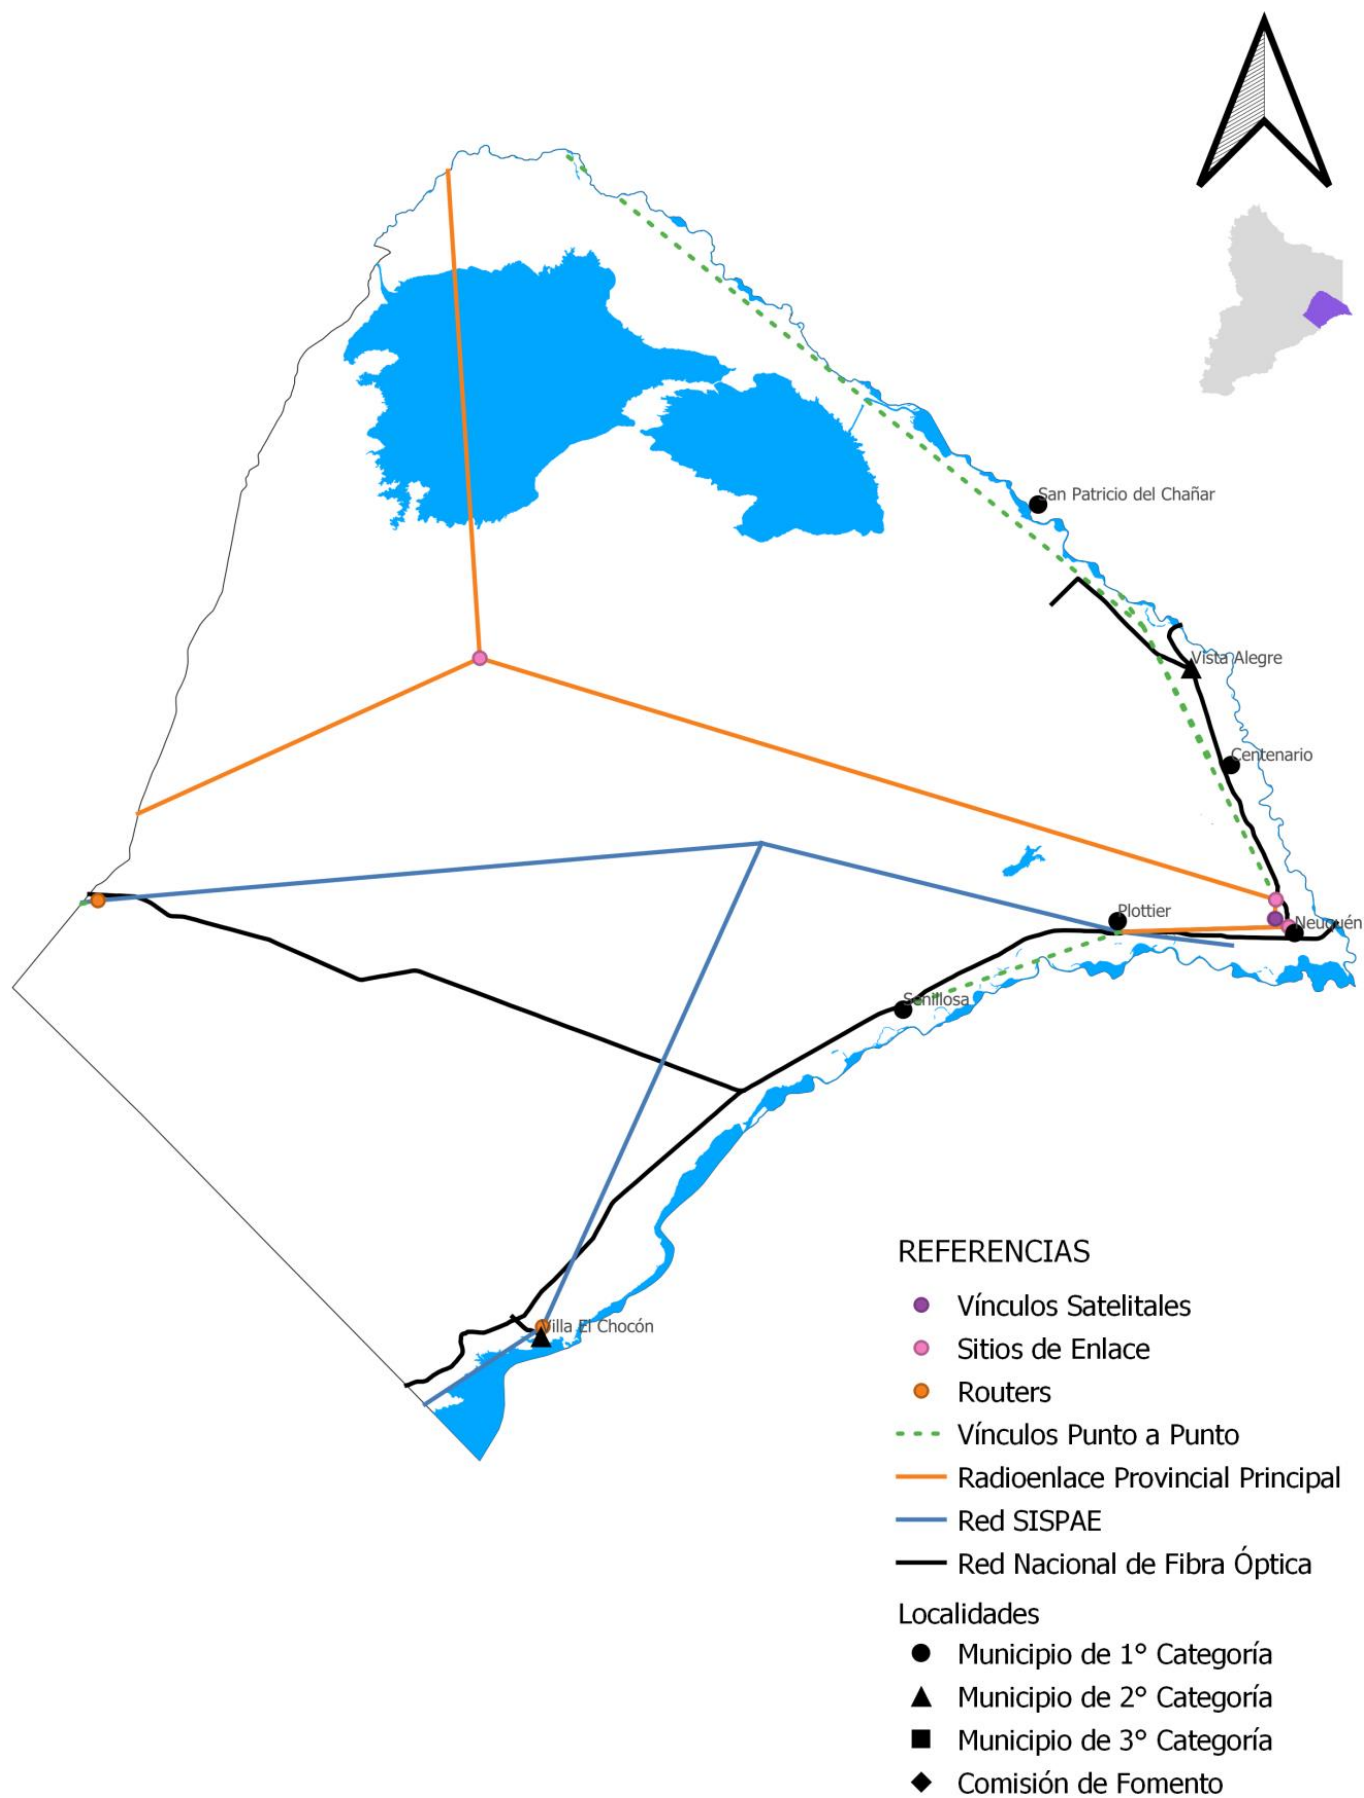 San Patricio del Chañar
Vista Alegre
Centenario
Plottier
Neuquén
Senillosa
Villa El Chocón
REFERENCIAS
Vínculos Satelitales
Sitios de Enlace
Routers
Vínculos Punto a Punto
Radioenlace Provincial Principal
Red SISPAE
Red Nacional de Fibra Óptica
Localidades
Municipio de 1° Categoría
Municipio de 2° Categoría
Municipio de 3° Categoría
Comisión de Fomento